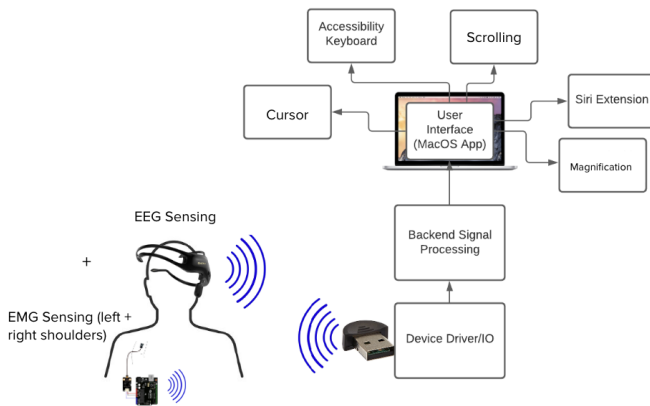 Accessibility
Keyboard
Scrolling
Cursor
User
Interface
(MacOS App)
Siri Extension
Magnification
EEG Sensing
Backend Signal
Processing
+
EMG Sensing (left +
right shoulders)
Device Driver/IO